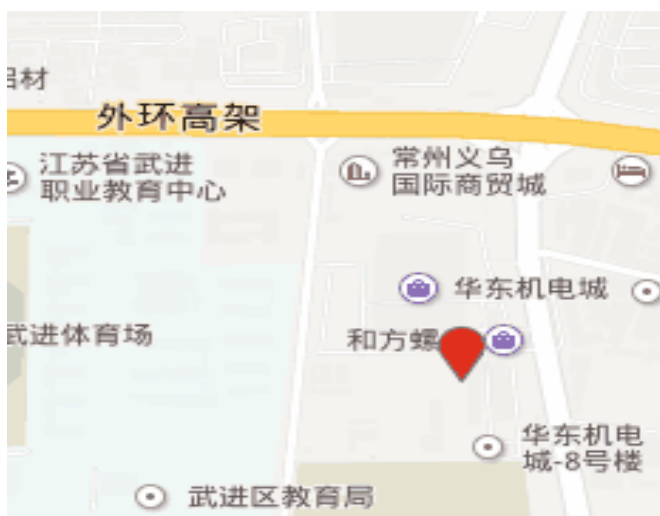 铝材
外环高架
江苏省武进
职业教育中心
常州义乌
国际商贸城
华东机电城
武进体育场
和方螺
华东机电
城-8号楼
武进区教育局